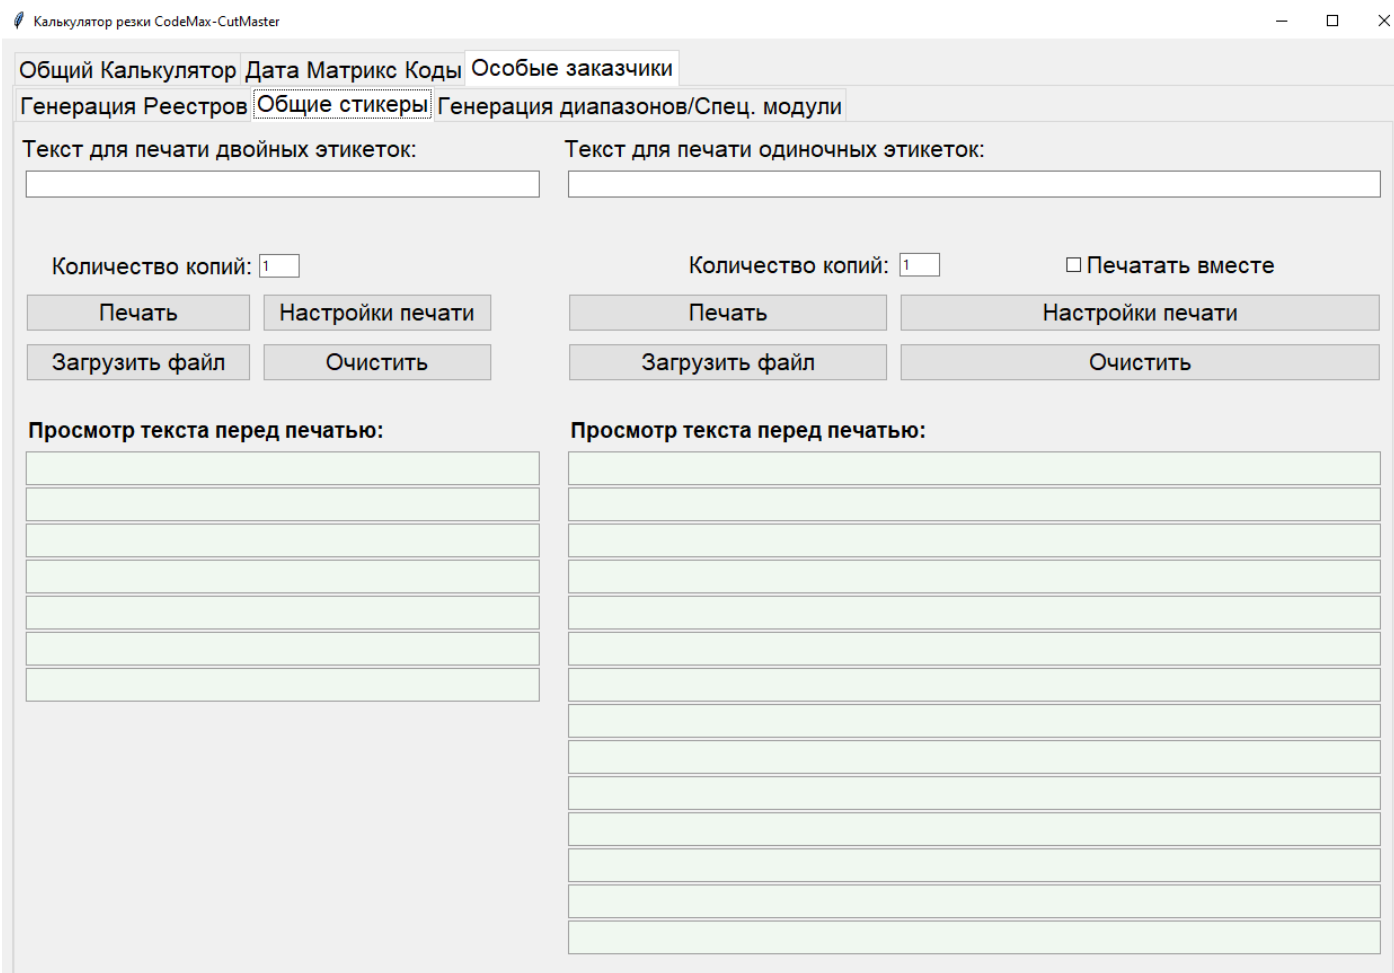 Калькулятор резки CodeMax-CutMaster
Общий Калькулятор Дата Матрикс Коды Особые заказчики
Генерация Реестров Общие стикеры Генерация диапазонов/Спец. модули
Текст для печати двойных этикеток: Текст для печати одиночных этикеток:
Количество копий: 1 Количество копий: 1 Печатать вместе
Печать Настройки печати Печать Настройки печати
Загрузить файл Очистить Загрузить файл Очистить
Просмотр текста перед печатью: Просмотр текста перед печатью: